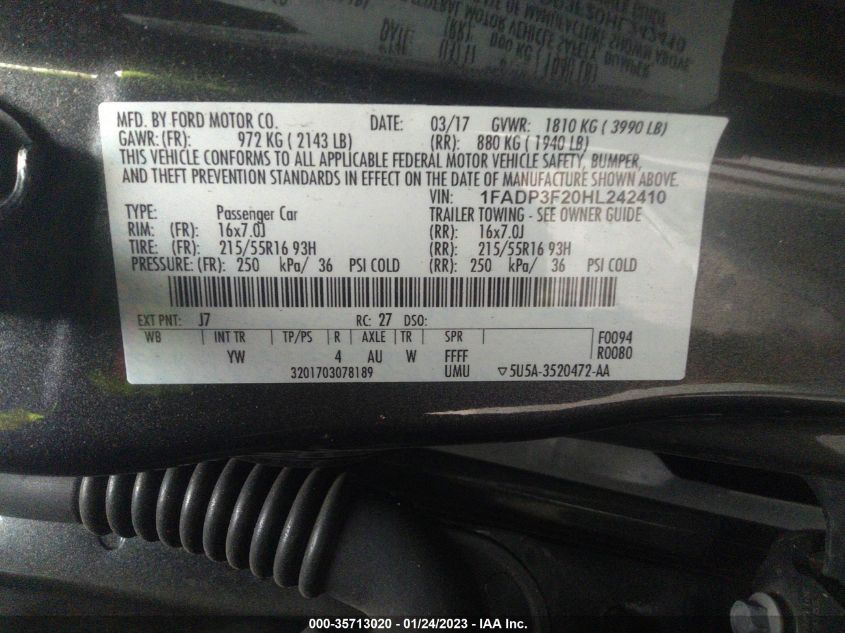 MFD. BY FORD MOTOR CO. DATE: 03/17 GVWR: 1810 KG ( 3990 LB)
GAWR: (FR): 972 KG ( 2143 LB) (RR): 880 KG ( 1940 LB)
THIS VEHICLE CONFORMS TO ALL APPLICABLE FEDERAL MOTOR VEHICLE SAFETY, BUMPER,
AND THEFT PREVENTION STANDARDS IN EFFECT ON THE DATE OF MANUFACTURE SHOWN ABOVE.
VIN: 1FADP3F20HL242410
TYPE: Passenger Car TRAILER TOWING - SEE OWNER GUIDE
RIM: (FR): 16x7.0J (RR): 16x7.0J
TIRE: (FR): 215/55R16 93H (RR): 215/55R16 93H
PRESSURE: (FR): 250 kPa/ 36 PSI COLD (RR): 250 kPa/ 36 PSI COLD
EXT PNT: J7 RC: 27 DSO:
WB INT TR TP/PS R AXLE TR SPR F0094
YW 4 AU W FFFF R0080
3201703078189 UMU ▽5U5A-3520472-AA
000-35713020 - 01/24/2023 - IAA Inc.